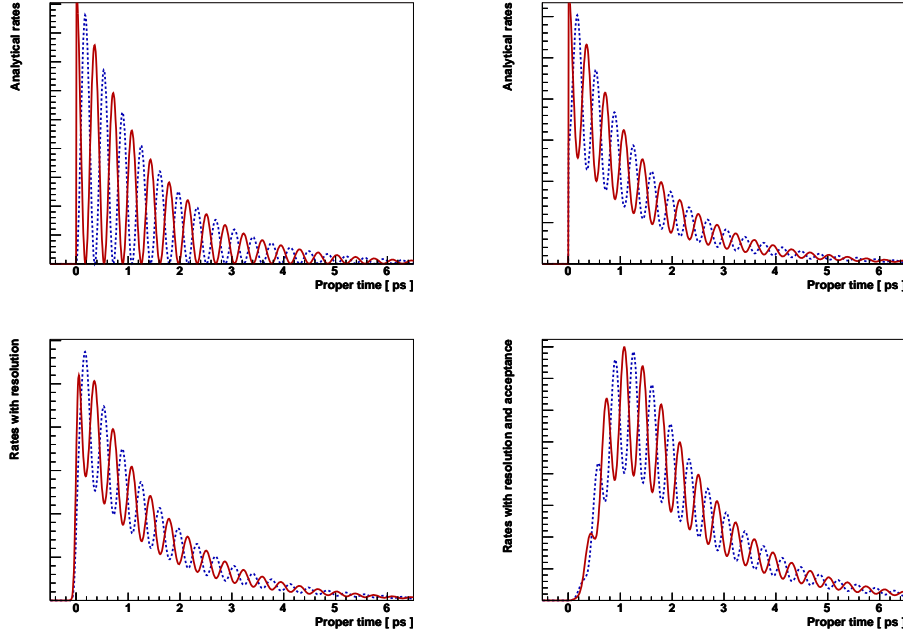 Analytical rates
0 1 2 3 4 5 6
Proper time [ ps ]
Analytical rates
0 1 2 3 4 5 6
Proper time [ ps ]
Rates with resolution
0 1 2 3 4 5 6
Proper time [ ps ]
Rates with resolution and acceptance
0 1 2 3 4 5 6
Proper time [ ps ]